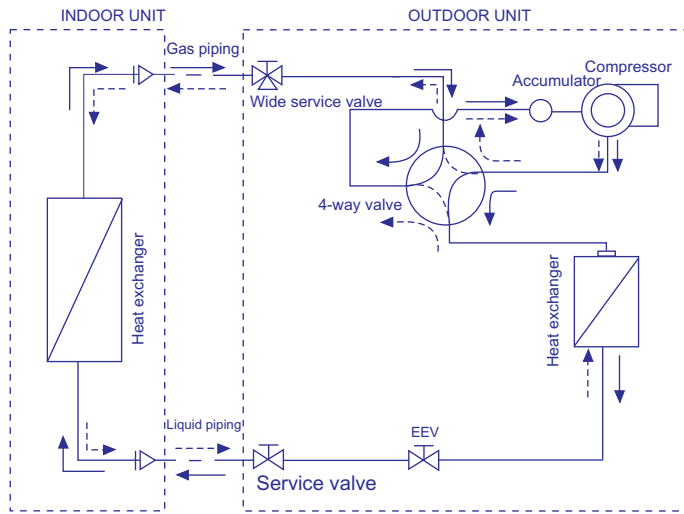 INDOOR UNIT
OUTDOOR UNIT
Gas piping
Compressor
Accumulator
Wide service valve
4-way valve
Heat exchanger
Heat exchanger
Liquid piping
EEV
Service valve